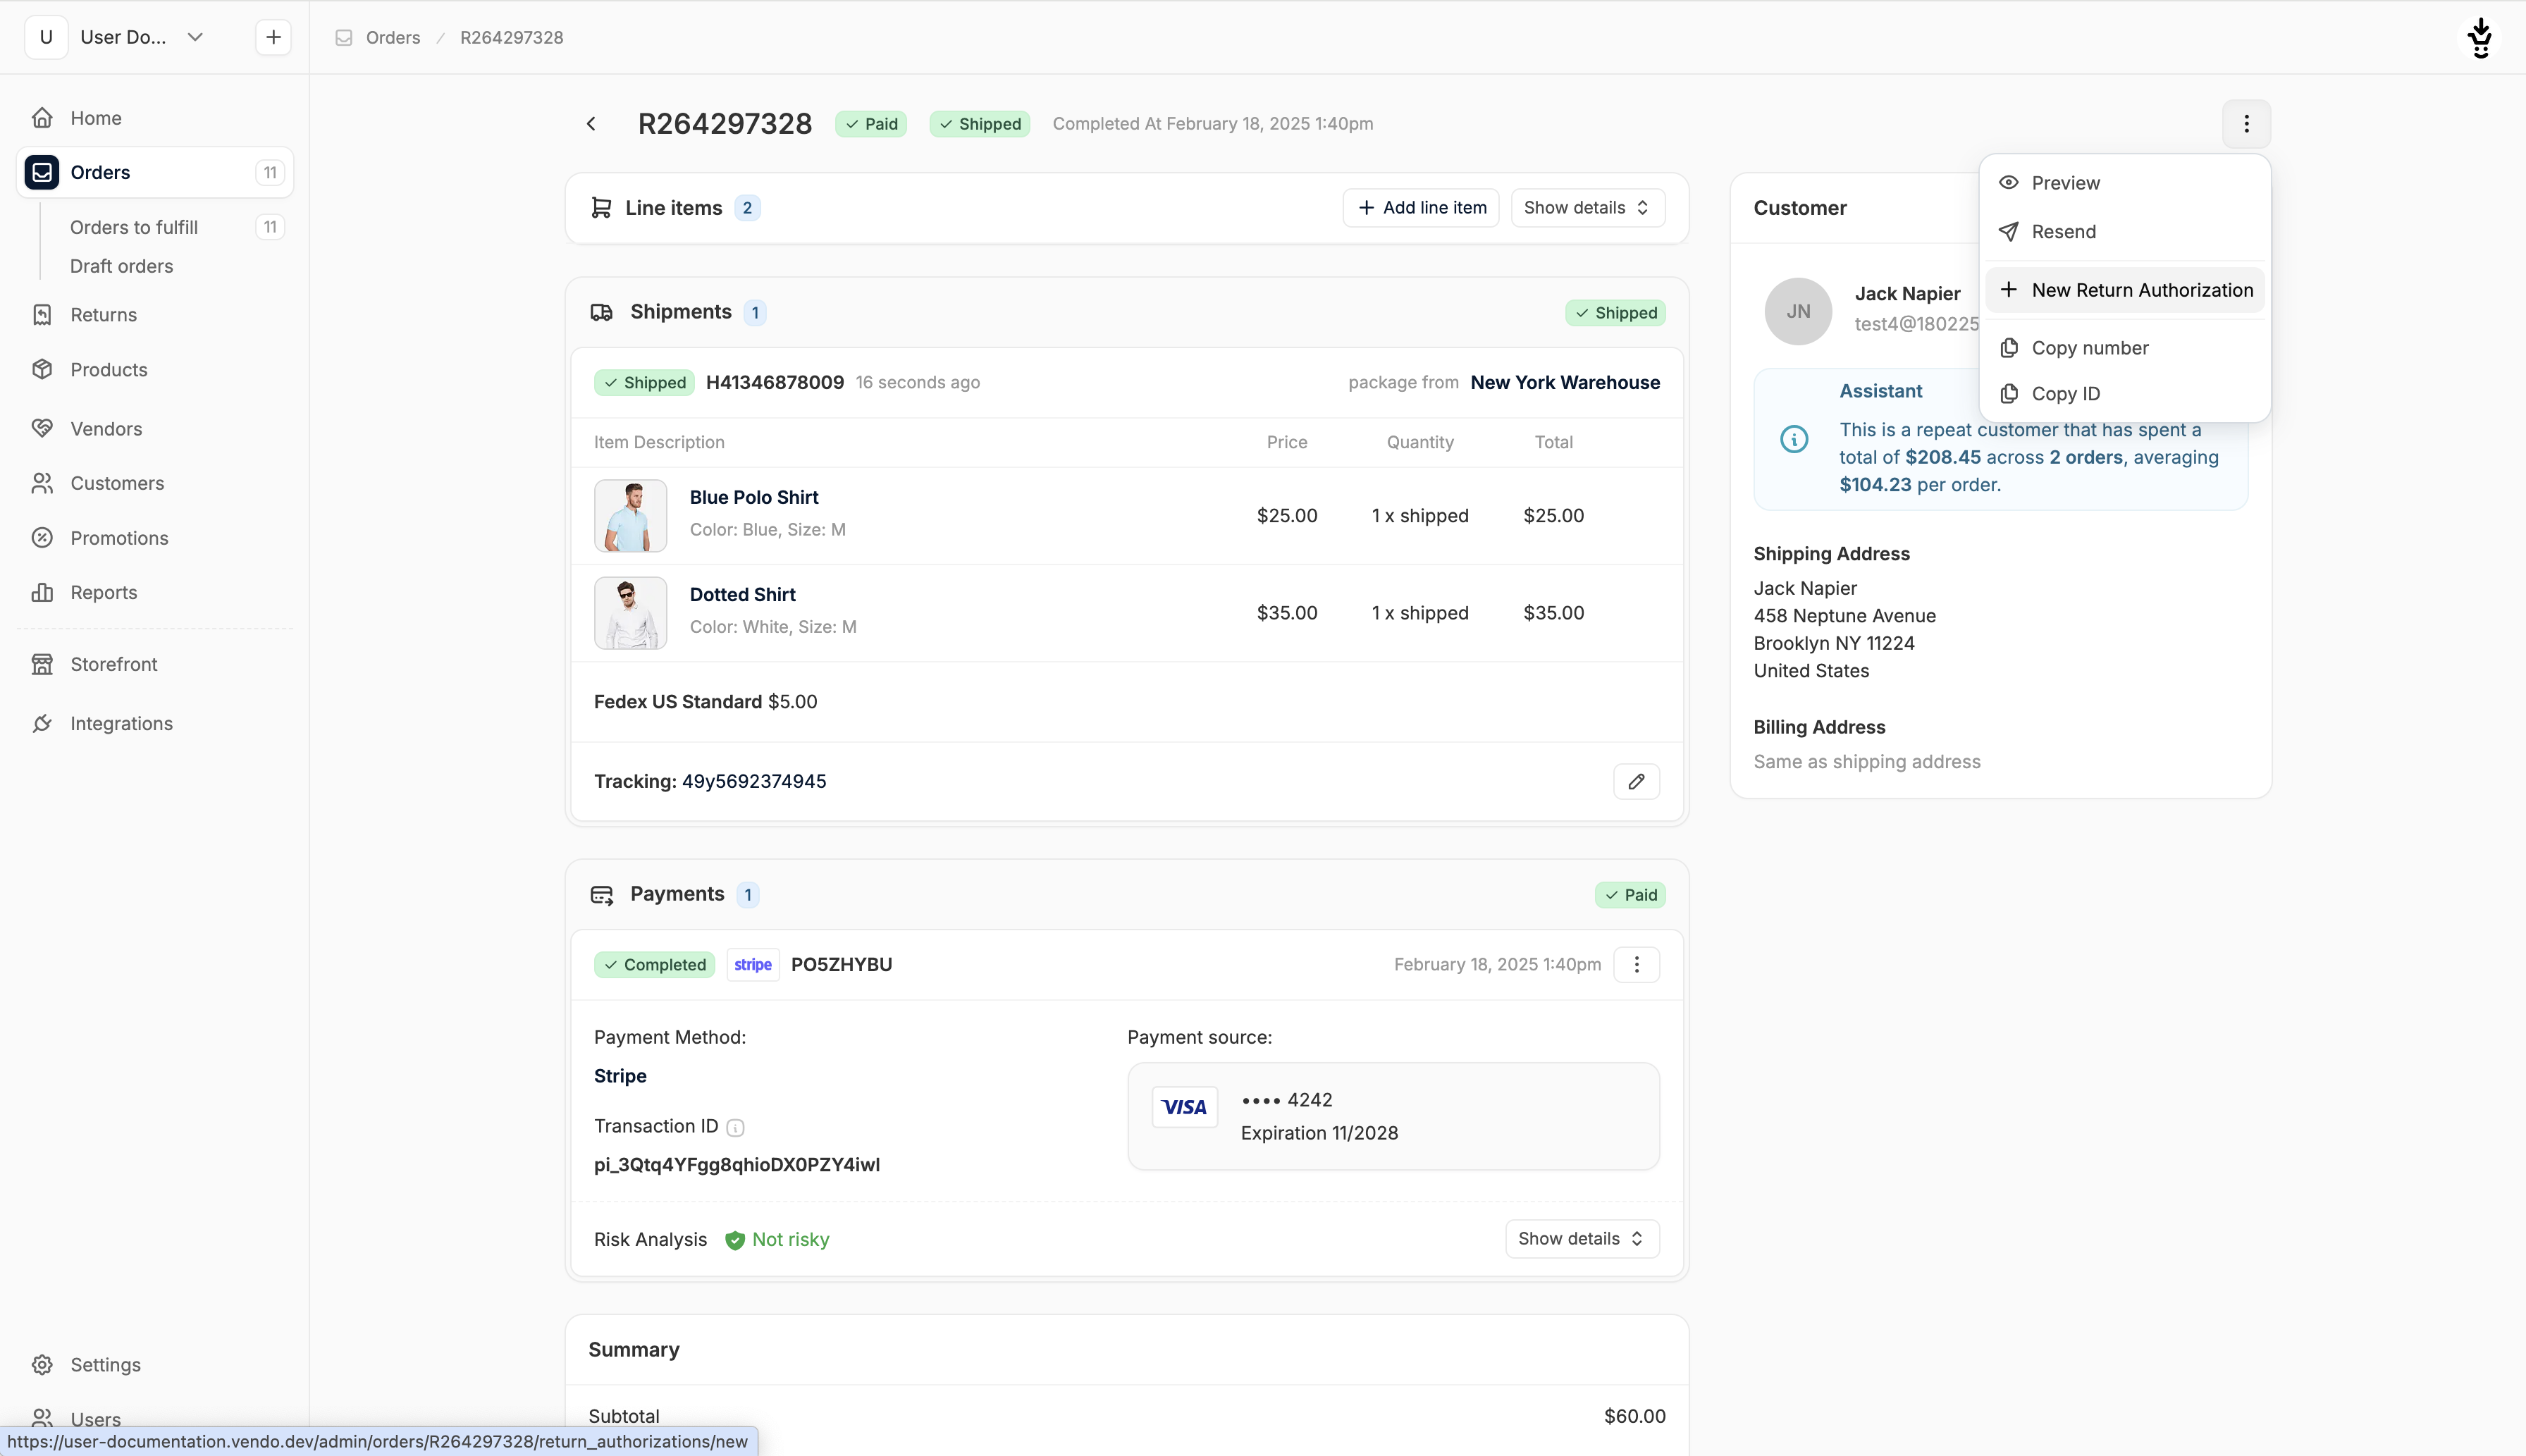 U User Do...
Orders / R264297328
Home
Orders 11
Orders to fulfill 11
Draft orders
Returns
Products
Vendors
Customers
Promotions
Reports
Storefront
Integrations
Settings
Users
R264297328 Paid Shipped Completed At February 18, 2025 1:40pm
Line items 2 Add line item Show details
Shipments 1 Shipped
Shipped H41346878009 16 seconds ago package from New York Warehouse
Item Description Price Quantity Total
Blue Polo Shirt
Color: Blue, Size: M
$25.00 1 x shipped $25.00
Dotted Shirt
Color: White, Size: M
$35.00 1 x shipped $35.00
Fedex US Standard $5.00
Tracking: 49y5692374945
Payments 1 Paid
Completed stripe PO5ZHYBU February 18, 2025 1:40pm
Payment Method:
Stripe
Transaction ID
pi_3Qtq4YFgg8qhioDX0PZY4iwl
Payment source:
VISA •••• 4242
Expiration 11/2028
Risk Analysis Not risky Show details
Summary
Subtotal $60.00
Preview
Resend
New Return Authorization
Copy number
Copy ID
Customer
JN
Jack Napier
test4@180225
Assistant
This is a repeat customer that has spent a
total of $208.45 across 2 orders, averaging
$104.23 per order.
Shipping Address
Jack Napier
458 Neptune Avenue
Brooklyn NY 11224
United States
Billing Address
Same as shipping address
https://user-documentation.vendo.dev/admin/orders/R264297328/return_authorizations/new